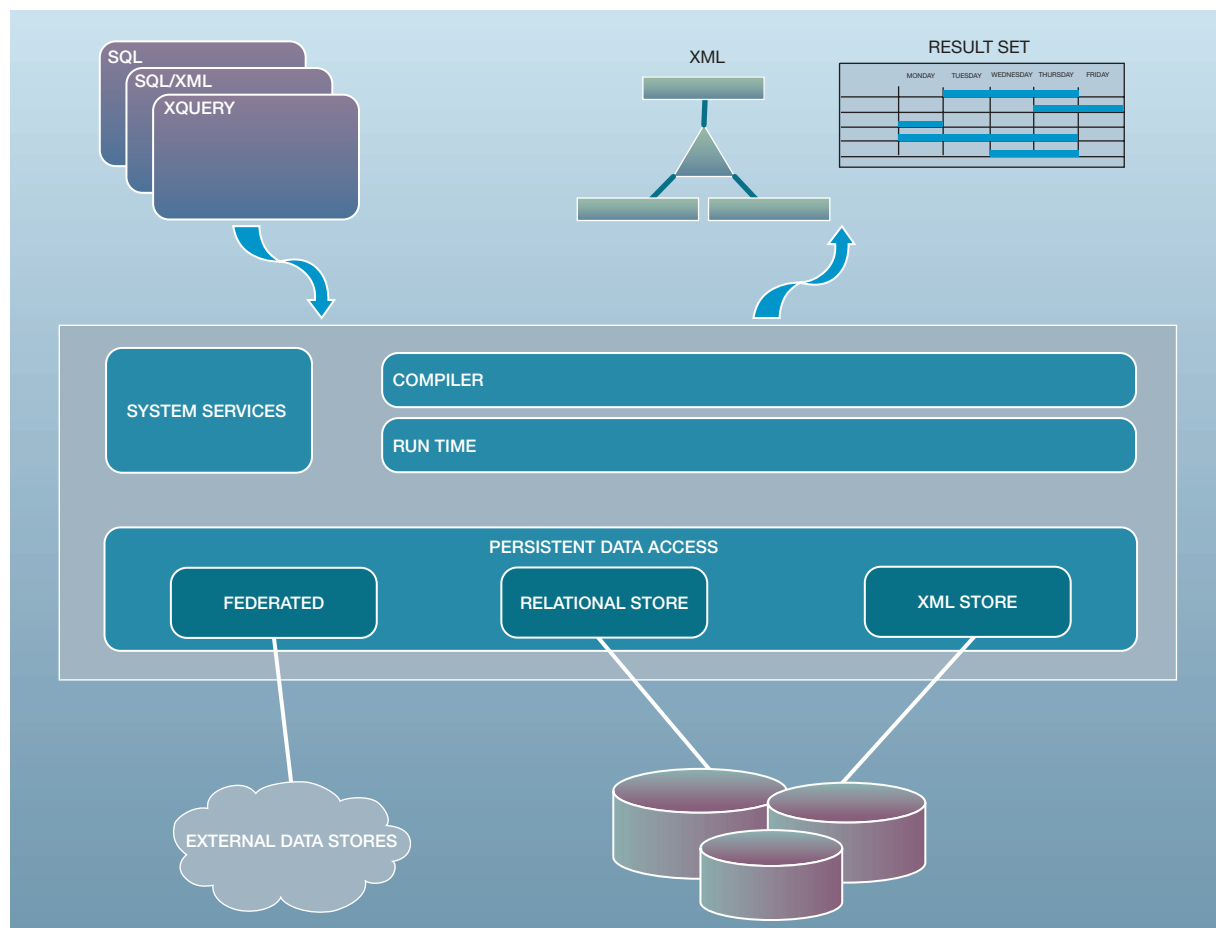 SQL
SQL/XML
XQUERY
XML
RESULT SET
MONDAY TUESDAY WEDNESDAY THURSDAY FRIDAY
SYSTEM SERVICES
COMPILER
RUN TIME
PERSISTENT DATA ACCESS
FEDERATED
RELATIONAL STORE
XML STORE
EXTERNAL DATA STORES